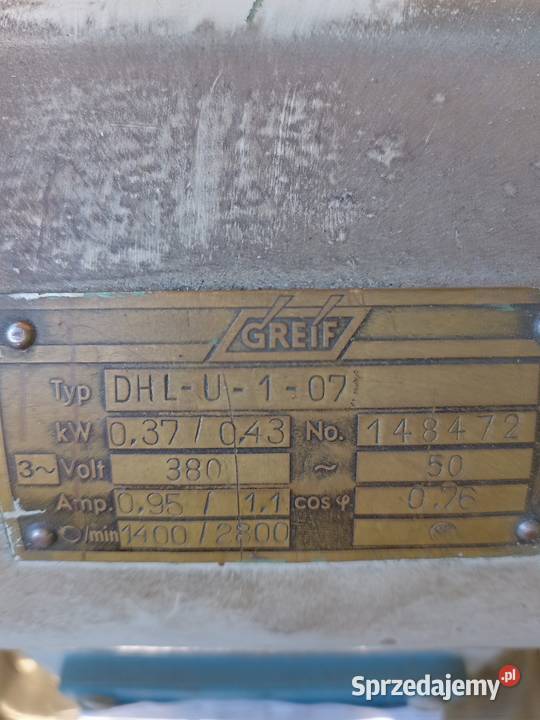 GREIF
Typ DHL-U-1-07
kW 0,37 / 0,43 No. 148472
3~ Volt 380 ~ 50
Amp. 0,95 / 1,1 cos φ 0.76
O/min 1400 / 2800
Sprzedajemy.pl